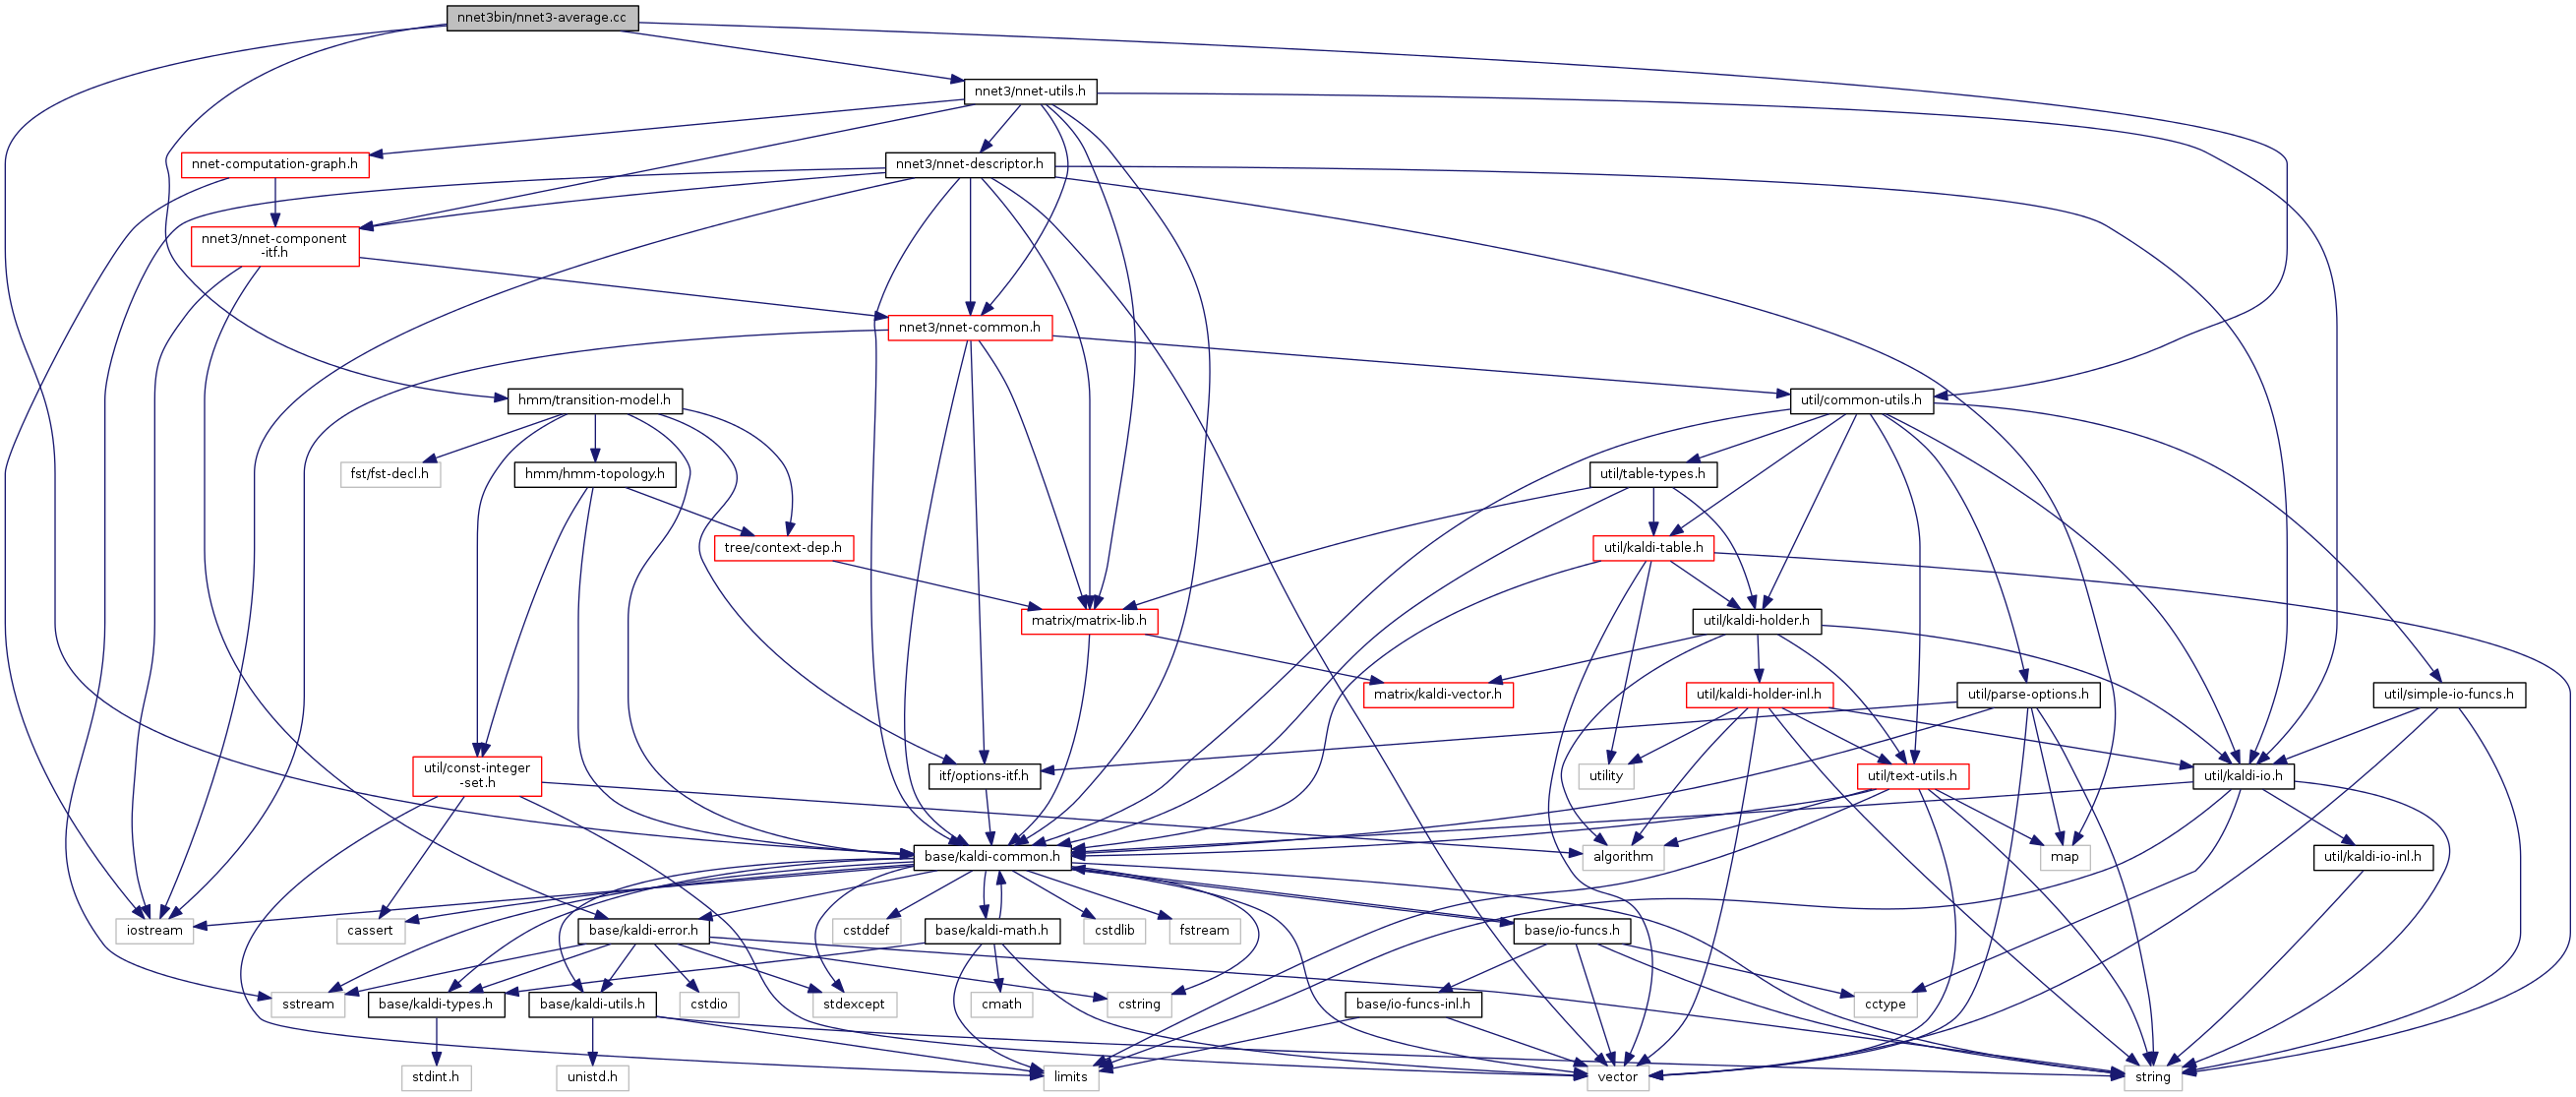 nnet3bin/nnet3-average.cc
nnet3/nnet-utils.h
nnet-computation-graph.h
nnet3/nnet-descriptor.h
nnet3/nnet-component
-itf.h
nnet3/nnet-common.h
hmm/transition-model.h
util/common-utils.h
fst/fst-decl.h
hmm/hmm-topology.h
util/table-types.h
tree/context-dep.h
util/kaldi-table.h
matrix/matrix-lib.h
util/kaldi-holder.h
matrix/kaldi-vector.h
util/kaldi-holder-inl.h
util/parse-options.h
util/simple-io-funcs.h
util/const-integer
-set.h
itf/options-itf.h
utility
util/text-utils.h
util/kaldi-io.h
base/kaldi-common.h
algorithm
map
util/kaldi-io-inl.h
iostream
cassert
base/kaldi-error.h
cstddef
base/kaldi-math.h
cstdlib
fstream
base/io-funcs.h
sstream
base/kaldi-types.h
base/kaldi-utils.h
cstdio
stdexcept
cmath
cstring
base/io-funcs-inl.h
cctype
stdint.h
unistd.h
limits
vector
string